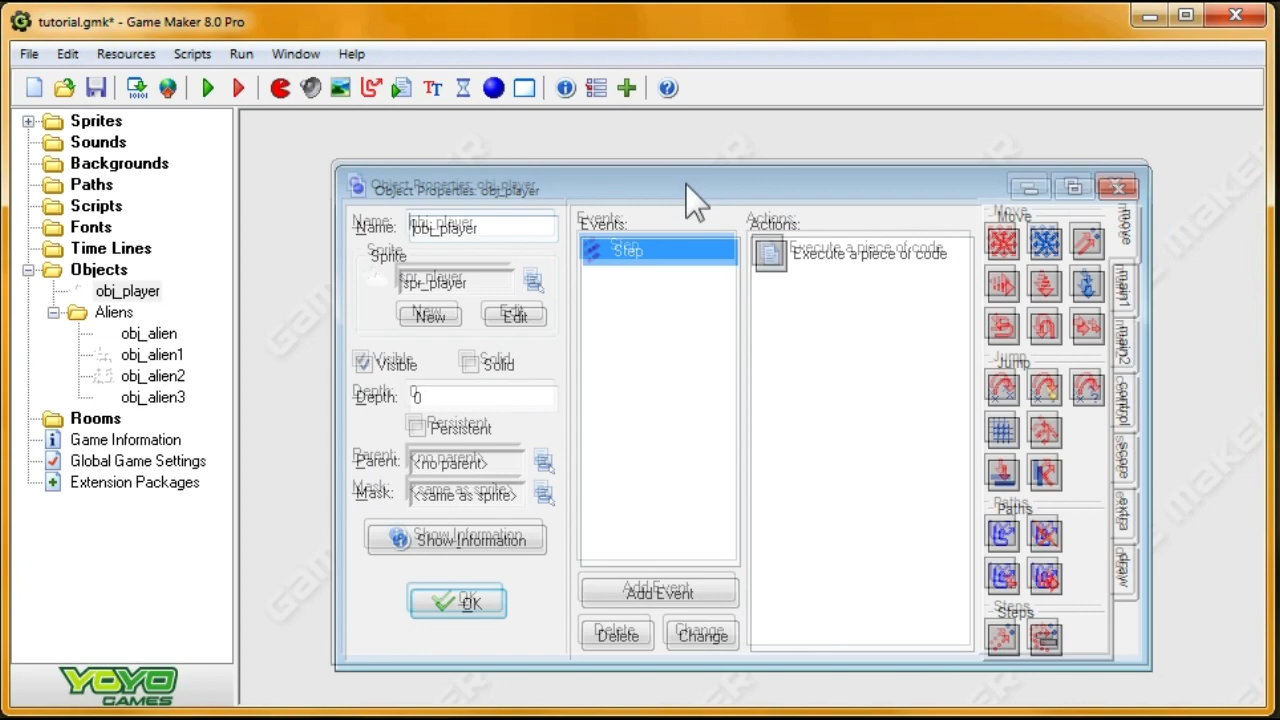 tutorial.gmk* - Game Maker 8.0 Pro
File Edit Resources Scripts Run Window Help
Sprites
Sounds
Backgrounds
Paths
Scripts
Fonts
Time Lines
Objects
obj_player
Aliens
obj_alien
obj_alien1
obj_alien2
obj_alien3
Rooms
Game Information
Global Game Settings
Extension Packages
YOYO
GAMES
Object Properties: obj_player
Name: obj_player
Sprite
spr_player
New Edit
Visible Solid
Depth: 0
Persistent
Parent: <no parent>
Mask: <same as sprite>
Show Information
OK
Events:
Step
Add Event
Delete Change
Actions:
Execute a piece of code
Move
Jump
Paths
Steps
move
main1
main2
control
score
extra
draw